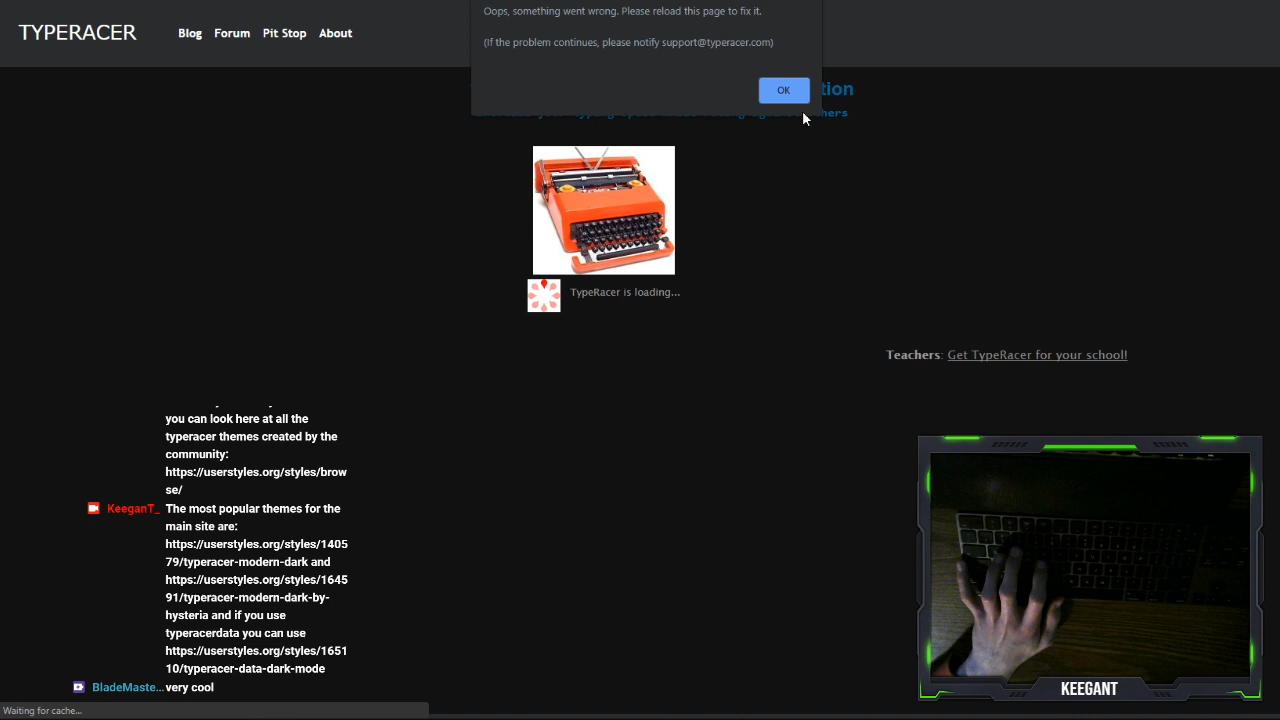 TYPERACER
Blog Forum Pit Stop About
Oops, something went wrong. Please reload this page to fix it.
(If the problem continues, please notify support@typeracer.com)
OK
TypeRacer is loading...
Teachers: Get TypeRacer for your school!
you can look here at all the
typeracer themes created by the
community:
https://userstyles.org/styles/brow
se/
KeeganT_ The most popular themes for the
main site are:
https://userstyles.org/styles/1405
79/typeracer-modern-dark and
https://userstyles.org/styles/1645
91/typeracer-modern-dark-by-
hysteria and if you use
typeracerdata you can use
https://userstyles.org/styles/1651
10/typeracer-data-dark-mode
BladeMaste... very cool
KEEGANT
Waiting for cache...